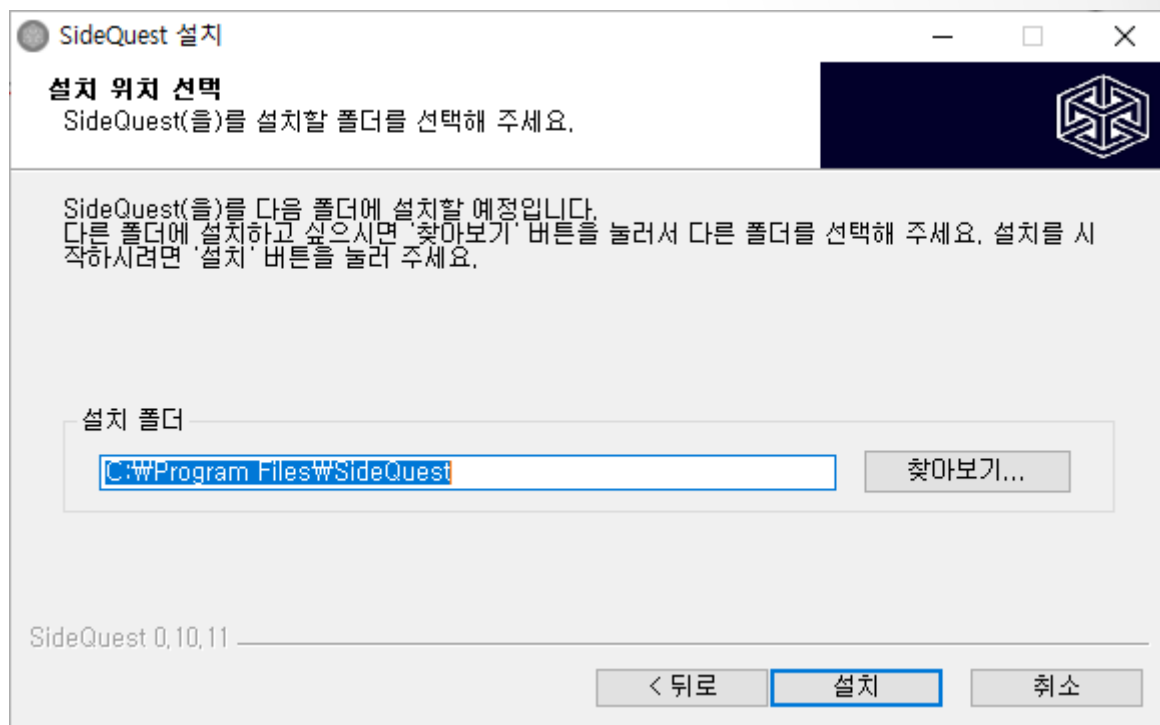 SideQuest 설치
설치 위치 선택
SideQuest(을)를 설치할 폴더를 선택해 주세요.
SideQuest(을)를 다음 폴더에 설치할 예정입니다.
다른 폴더에 설치하고 싶으시면 '찾아보기' 버튼을 눌러서 다른 폴더를 선택해 주세요. 설치를 시
작하시려면 '설치' 버튼을 눌러 주세요.
설치 폴더
C:₩Program Files₩SideQuest
찾아보기...
SideQuest 0,10,11
< 뒤로
설치
취소